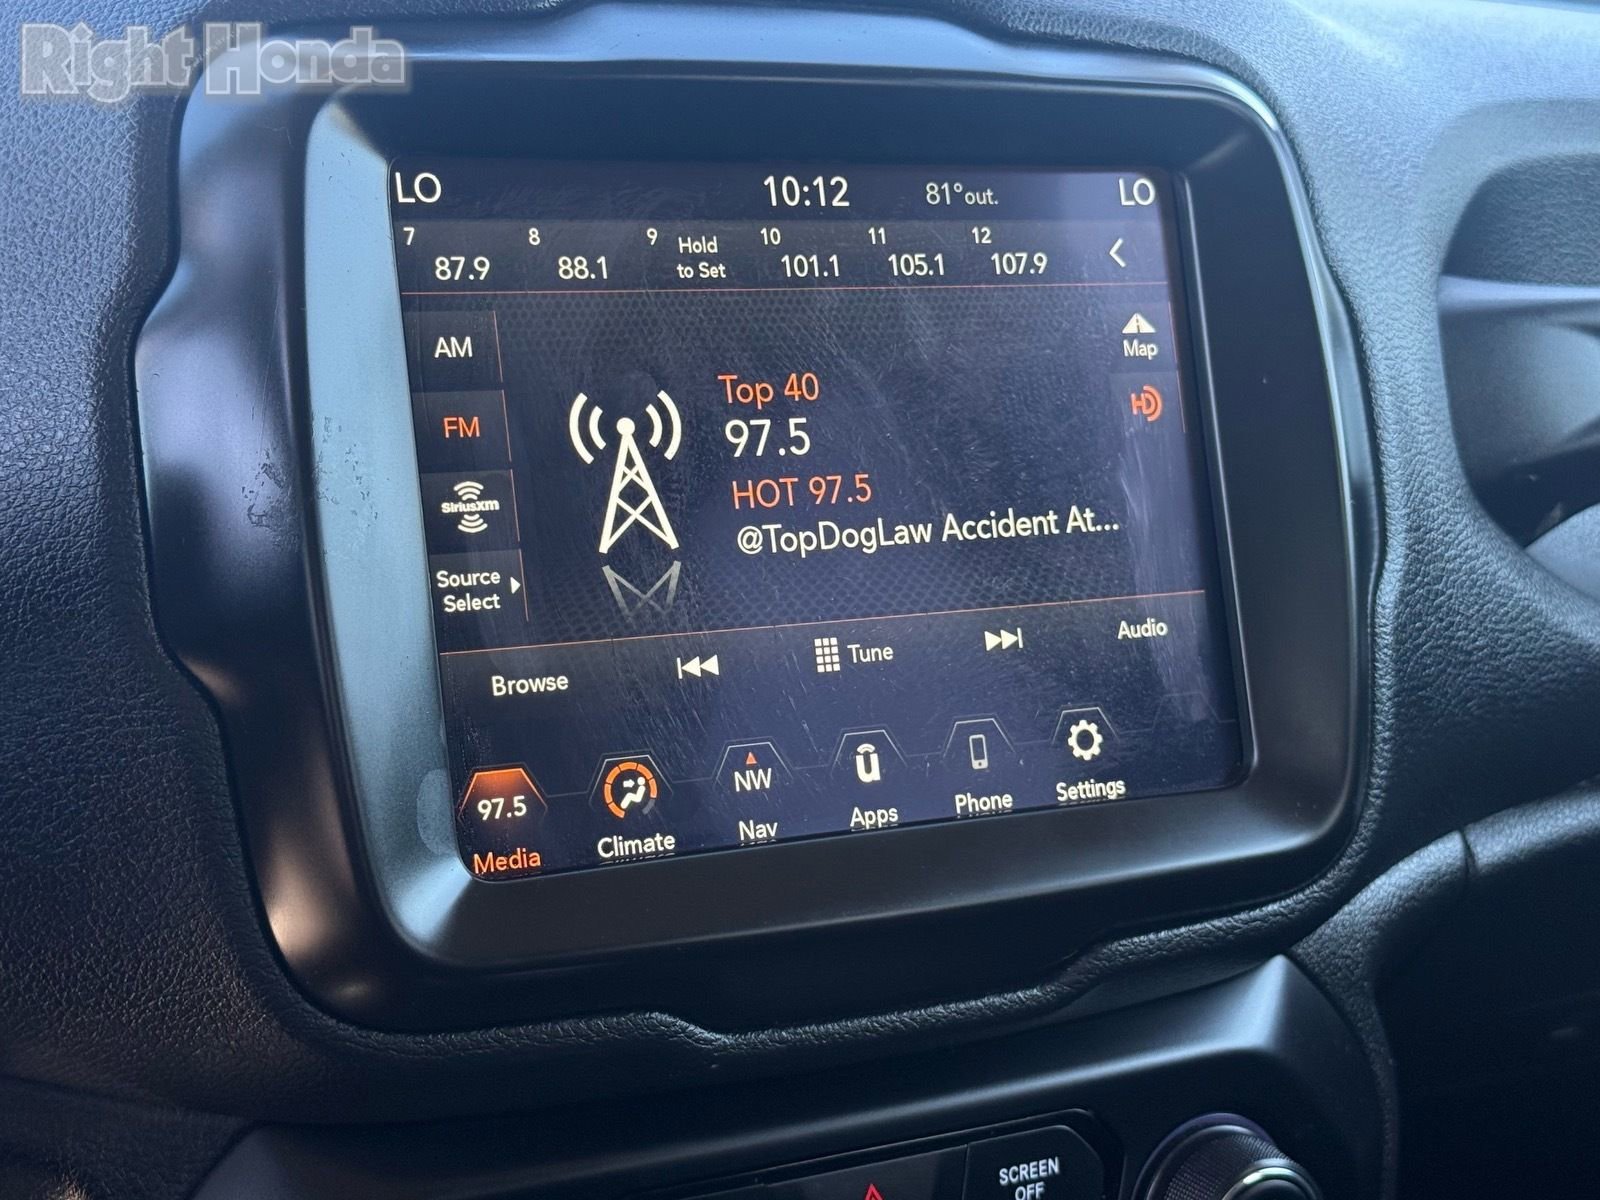 Right Honda
LO 10:12 81° out. LO
7 87.9 8 88.1 9 Hold to Set 10 101.1 11 105.1 12 107.9
AM
Map
Top 40
97.5
FM
HD
HOT 97.5
SiriusXM
@TopDogLaw Accident At...
Source
Select
Browse Tune Audio
97.5 NW
Media Climate Nav Apps Phone Settings
SCREEN
OFF